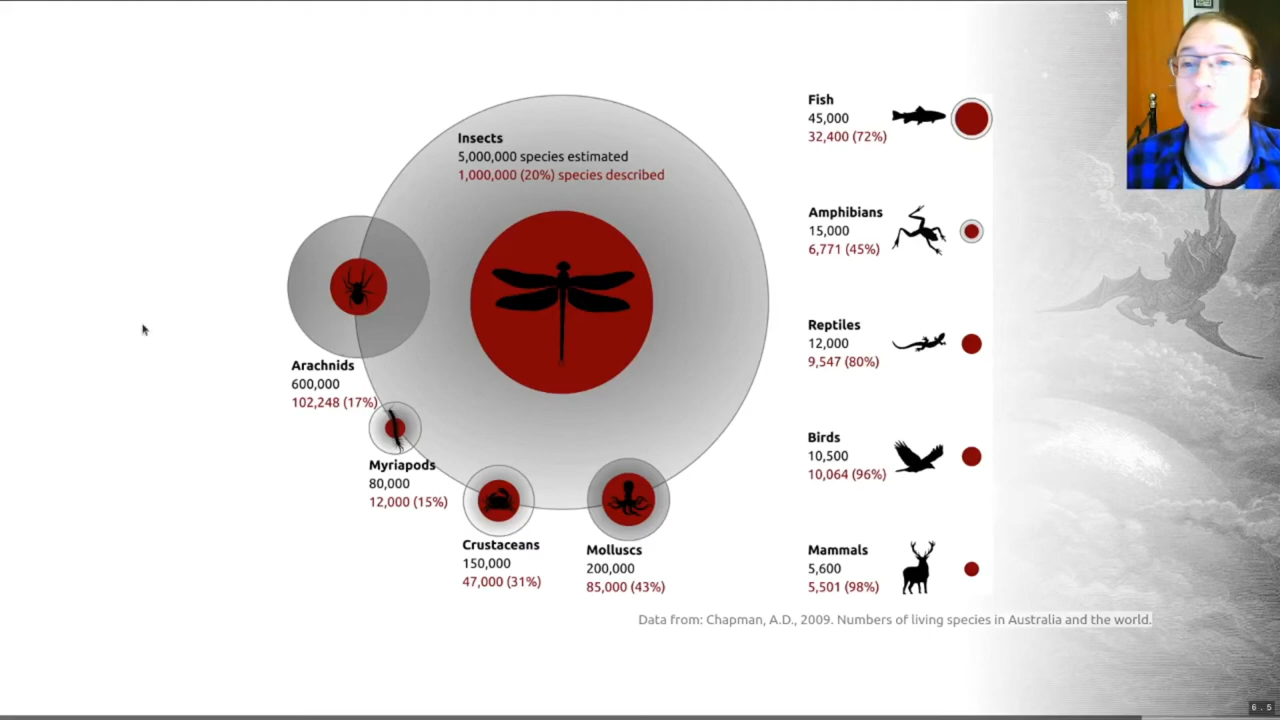 Insects
5,000,000 species estimated
1,000,000 (20%) species described
Arachnids
600,000
102,248 (17%)
Myriapods
80,000
12,000 (15%)
Crustaceans
150,000
47,000 (31%)
Molluscs
200,000
85,000 (43%)
Fish
45,000
32,400 (72%)
Amphibians
15,000
6,771 (45%)
Reptiles
12,000
9,547 (80%)
Birds
10,500
10,064 (96%)
Mammals
5,600
5,501 (98%)
Data from: Chapman, A.D., 2009. Numbers of living species in Australia and the world.
6.5